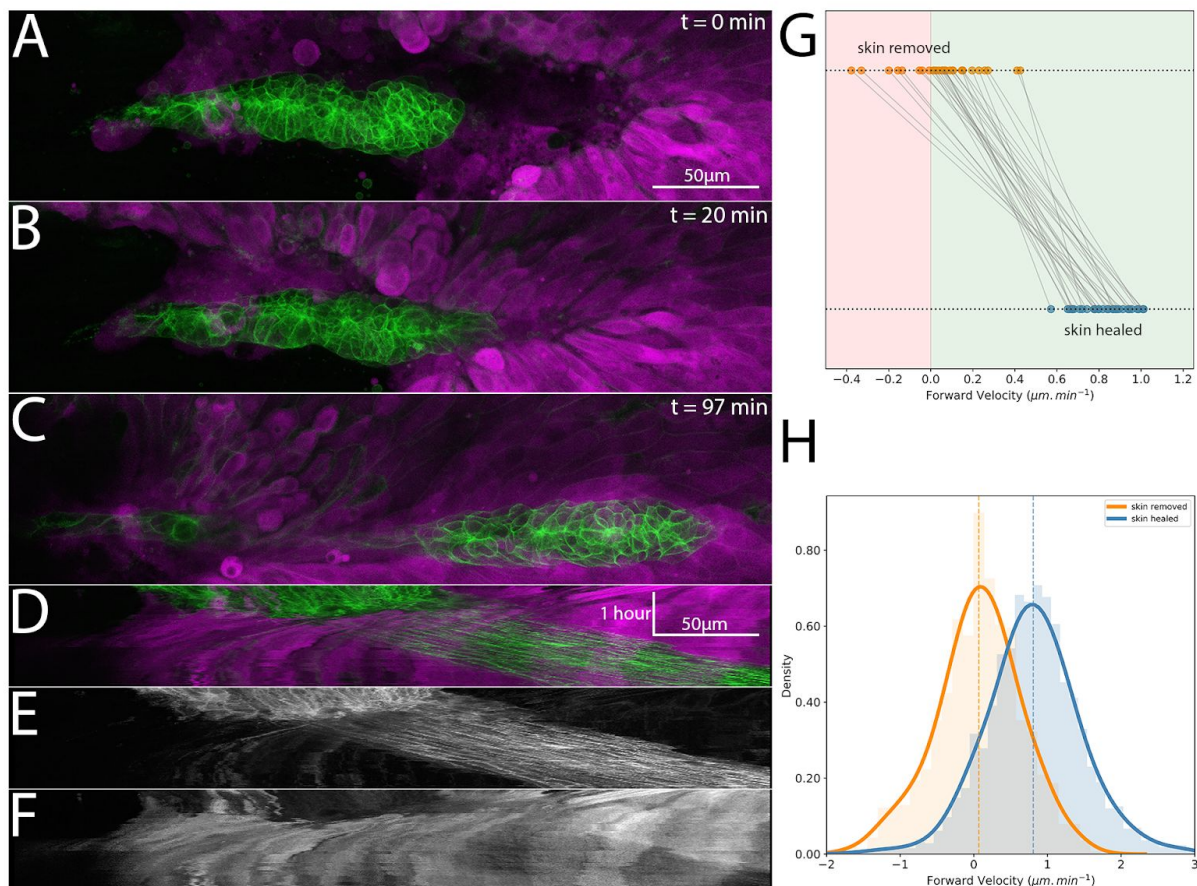 A
t = 0 min
50μm
B
t = 20 min
C
t = 97 min
D
1 hour
50μm
E
F
G
skin removed
skin healed
−0.4 −0.2 0.0 0.2 0.4 0.6 0.8 1.0 1.2
Forward Velocity (μm.min⁻¹)
H
skin removed
skin healed
0.80
0.60
0.40
0.20
0.00
Density
−2 −1 0 1 2 3
Forward Velocity (μm.min⁻¹)